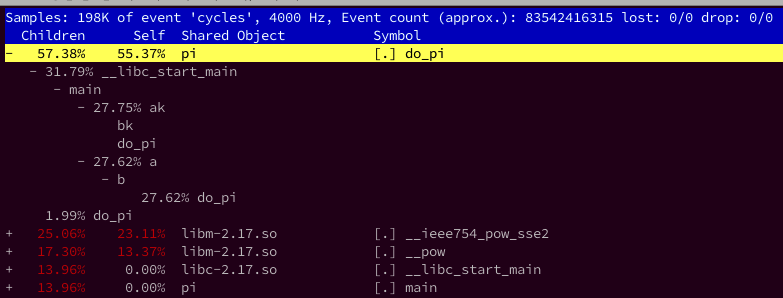 Samples: 198K of event 'cycles', 4000 Hz, Event count (approx.): 83542416315 lost: 0/0 drop: 0/0
Children Self Shared Object Symbol
- 57.38% 55.37% pi [.] do_pi
- 31.79% __libc_start_main
- main
- 27.75% ak
bk
do_pi
- 27.62% a
- b
27.62% do_pi
1.99% do_pi
+ 25.06% 23.11% libm-2.17.so [.] __ieee754_pow_sse2
+ 17.30% 13.37% libm-2.17.so [.] __pow
+ 13.96% 0.00% libc-2.17.so [.] __libc_start_main
+ 13.96% 0.00% pi [.] main